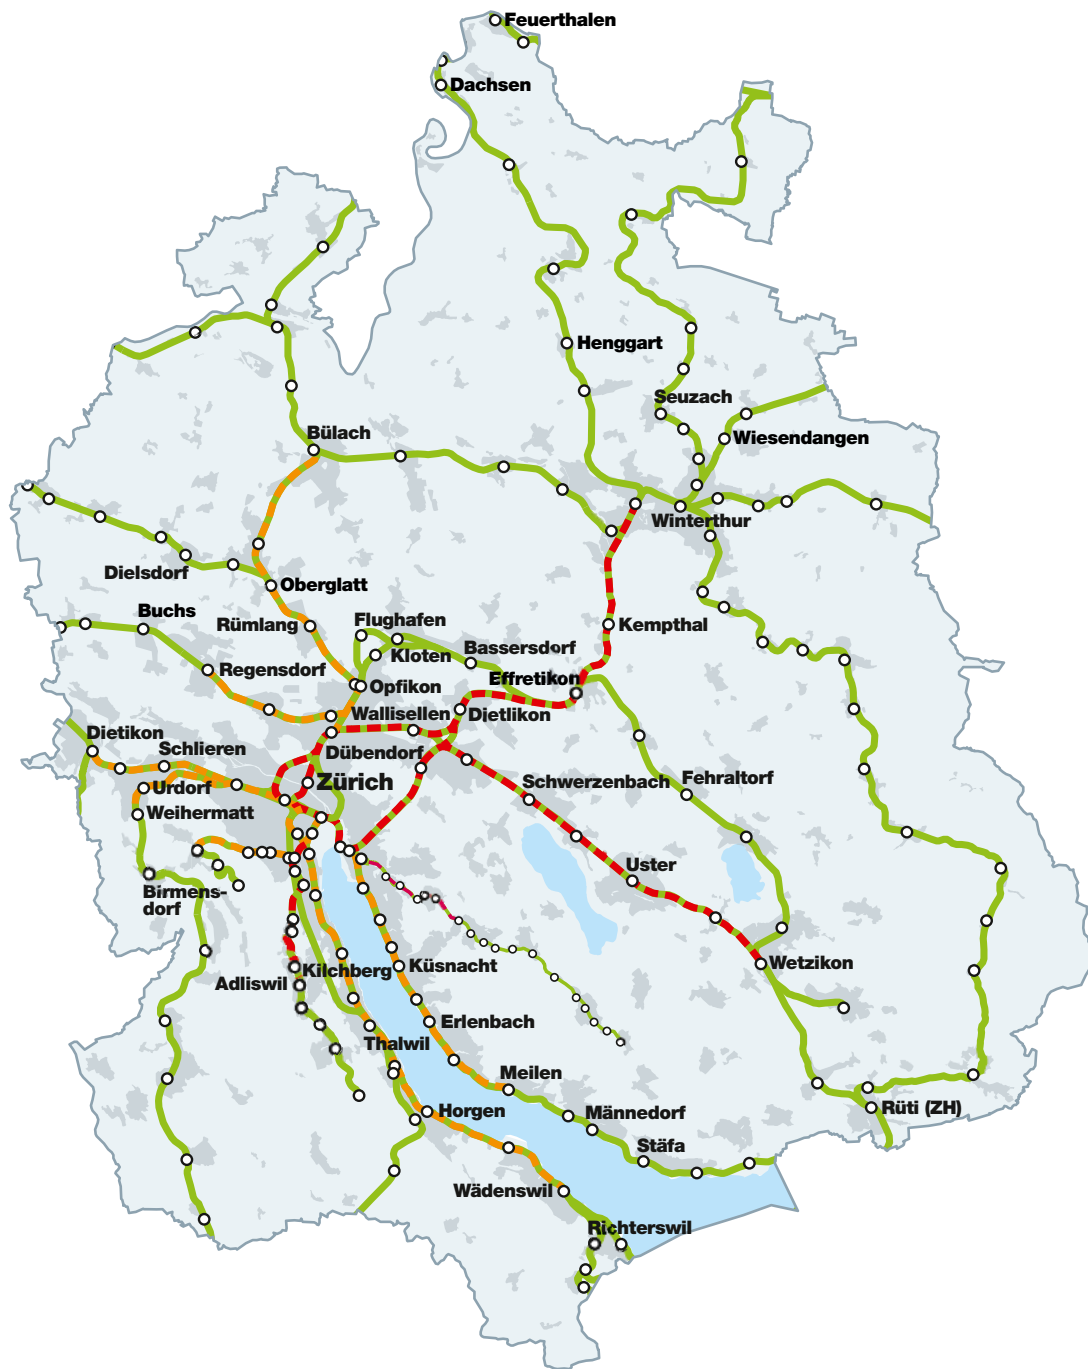 Feuerthalen
Dachsen
Henggart
Seuzach
Wiesendangen
Bülach
Winterthur
Dielsdorf
Oberglatt
Buchs
Rümlang
Flughafen
Kempthal
Kloten
Bassersdorf
Regensdorf
Effretikon
Opfikon
Wallisellen
Dietlikon
Dietikon
Schlieren
Dübendorf
Zürich
Schwerzenbach
Fehraltorf
Urdorf
Weihermatt
Uster
Birmens-
dorf
Wetzikon
Kilchberg
Küsnacht
Adliswil
Erlenbach
Thalwil
Meilen
Horgen
Männedorf
Rüti (ZH)
Stäfa
Wädenswil
Richterswil